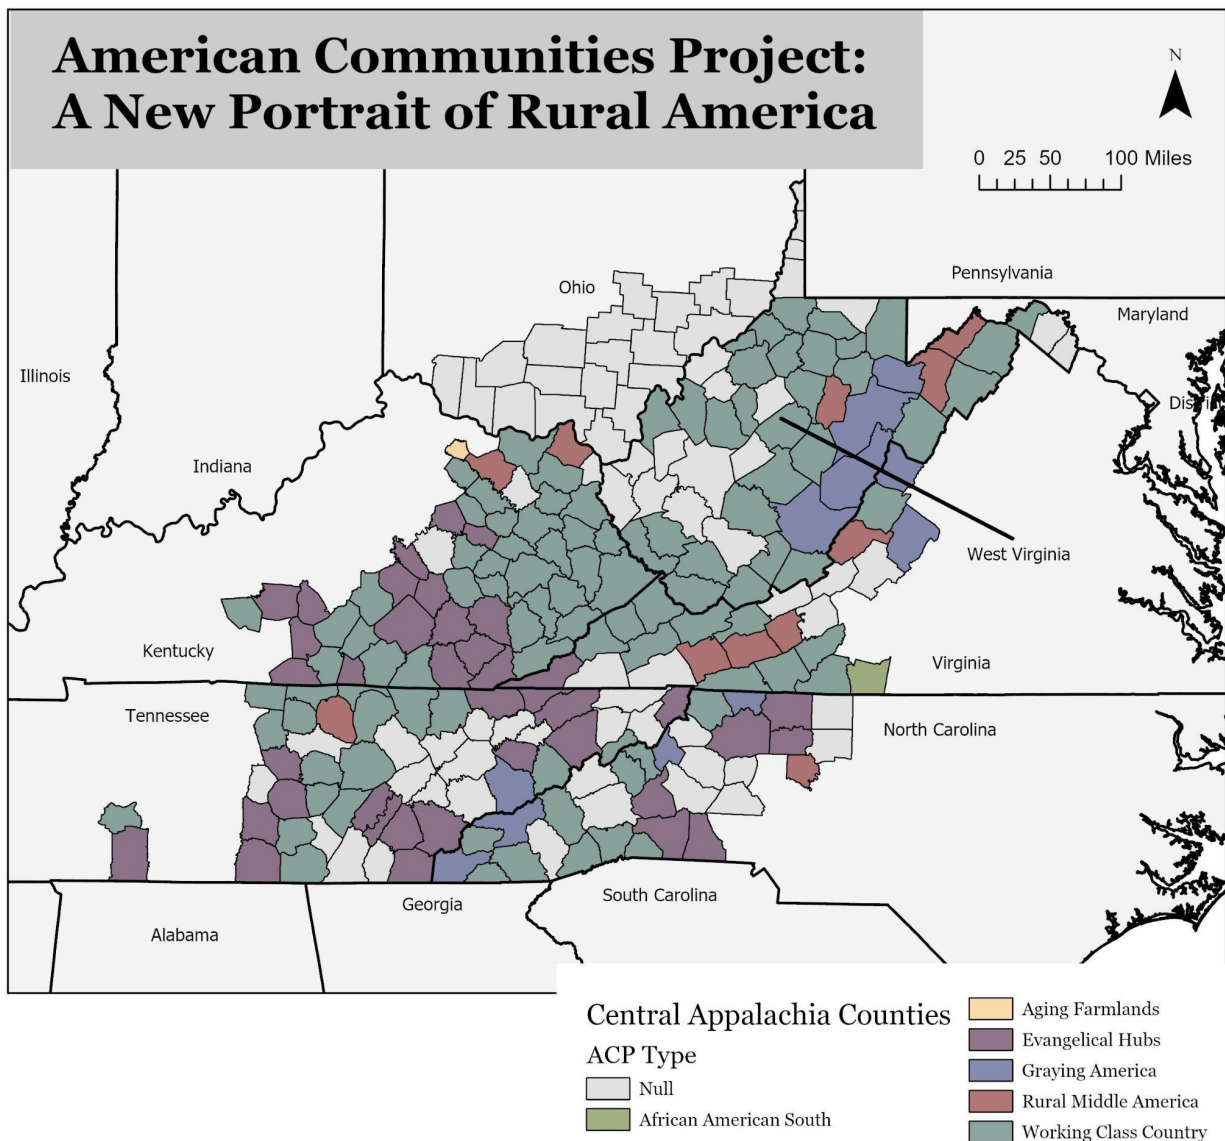 American Communities Project:
A New Portrait of Rural America
N
0 25 50 100 Miles
Pennsylvania
Ohio
Maryland
Illinois
Distri
Indiana
West Virginia
Kentucky
Virginia
Tennessee
North Carolina
South Carolina
Georgia
Alabama
Central Appalachia Counties
ACP Type
Null
African American South
Aging Farmlands
Evangelical Hubs
Graying America
Rural Middle America
Working Class Country